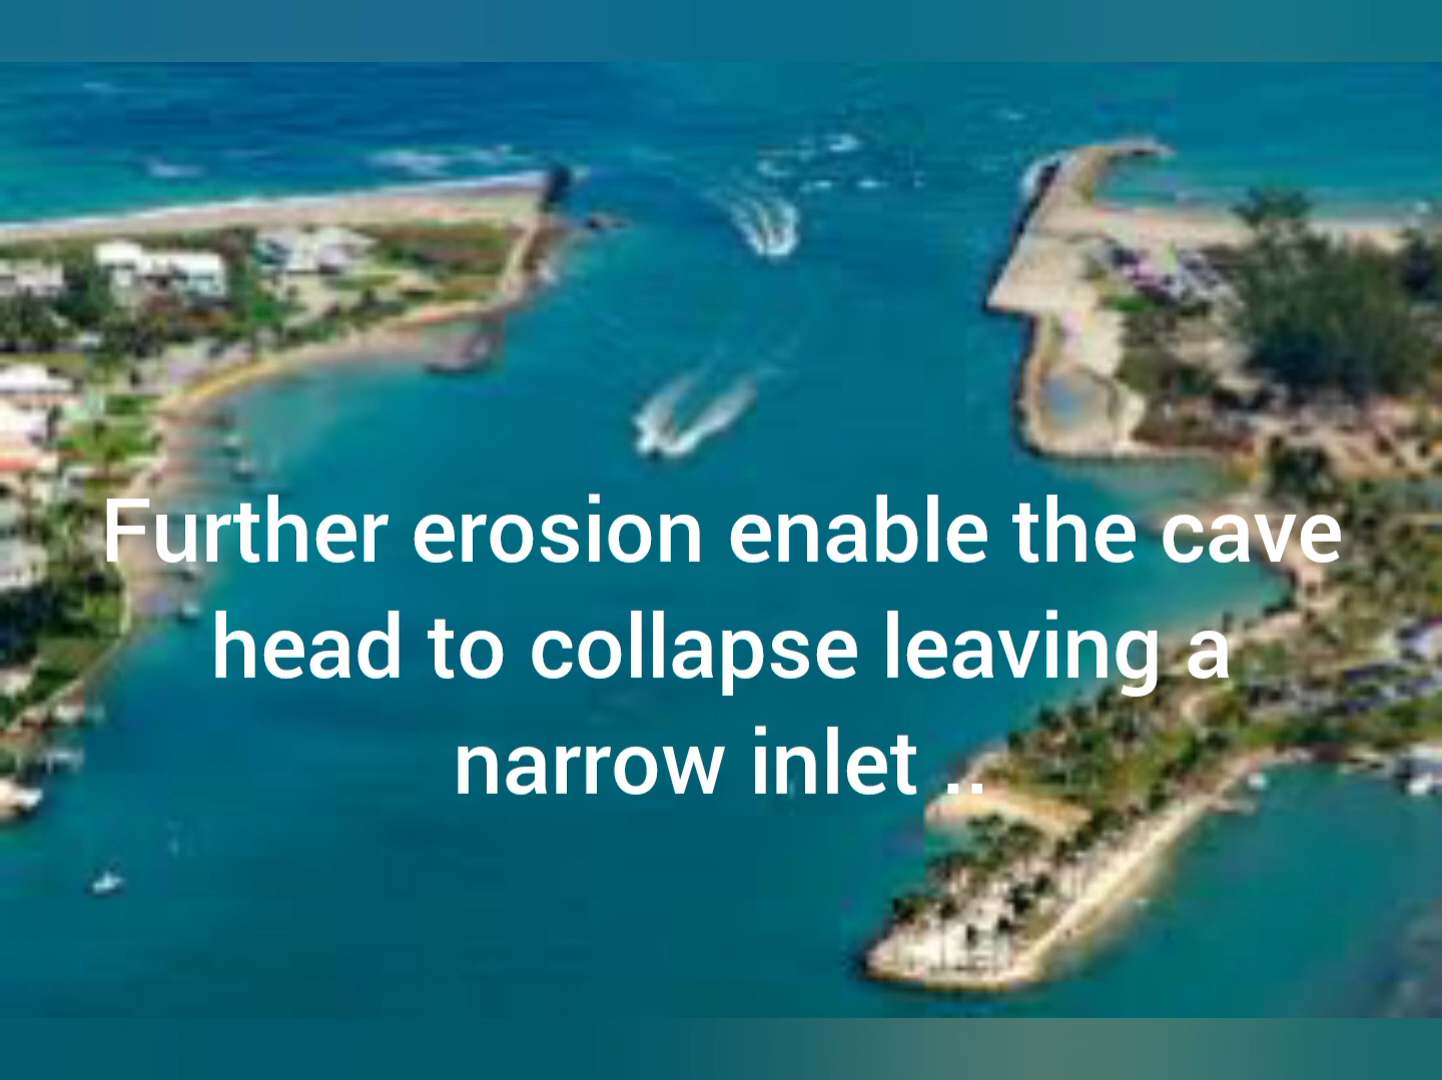 Further erosion enable the cave
head to collapse leaving a
narrow inlet ..